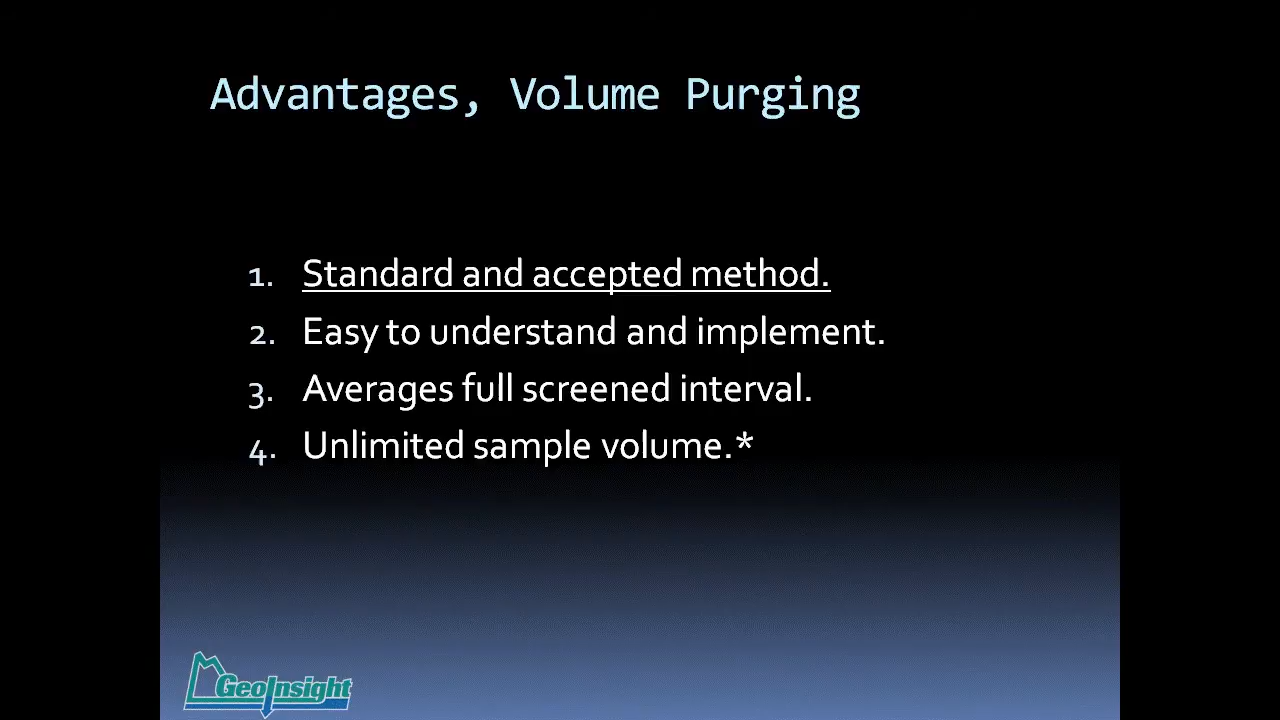 Advantages, Volume Purging
1. Standard and accepted method.
2. Easy to understand and implement.
3. Averages full screened interval.
4. Unlimited sample volume.*
GeoInsight